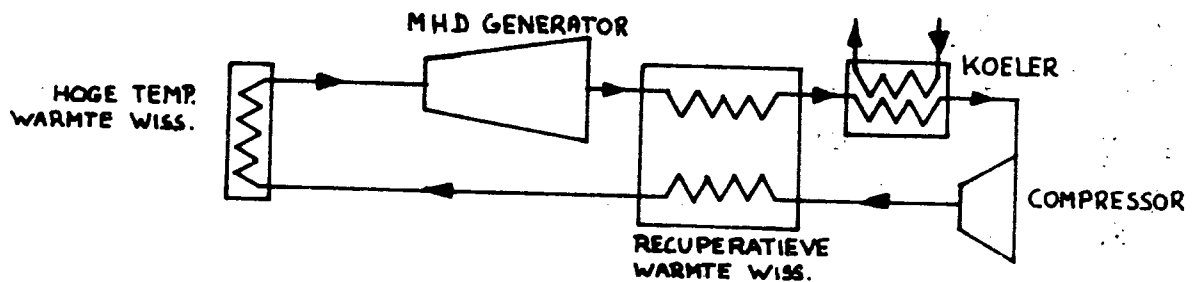 MHD GENERATOR
HOGE TEMP.
WARMTE WISS.
KOELER
COMPRESSOR
RECUPERATIEVE
WARMTE WISS.